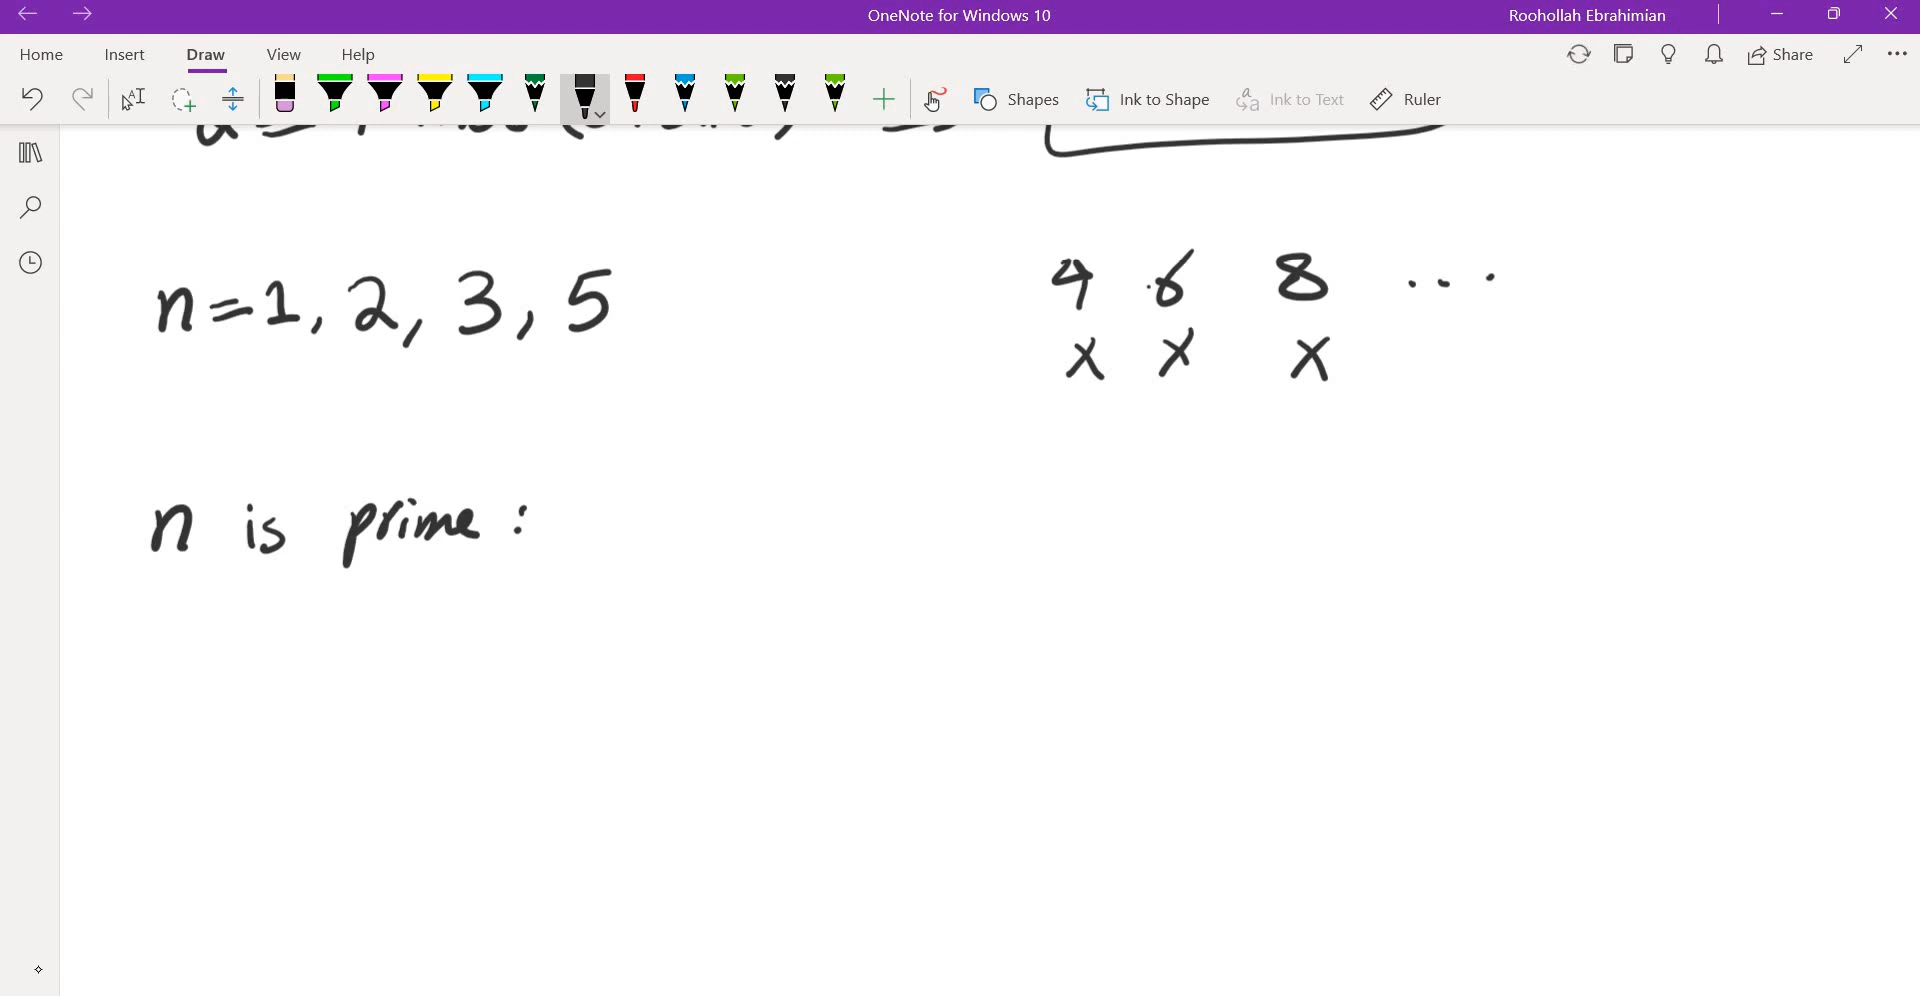 OneNote for Windows 10
Roohollah Ebrahimian
Home Insert Draw View Help
Share
Shapes Ink to Shape Ink to Text Ruler
n=1, 2, 3, 5
4 6 8 ...
x x x
n is prime :